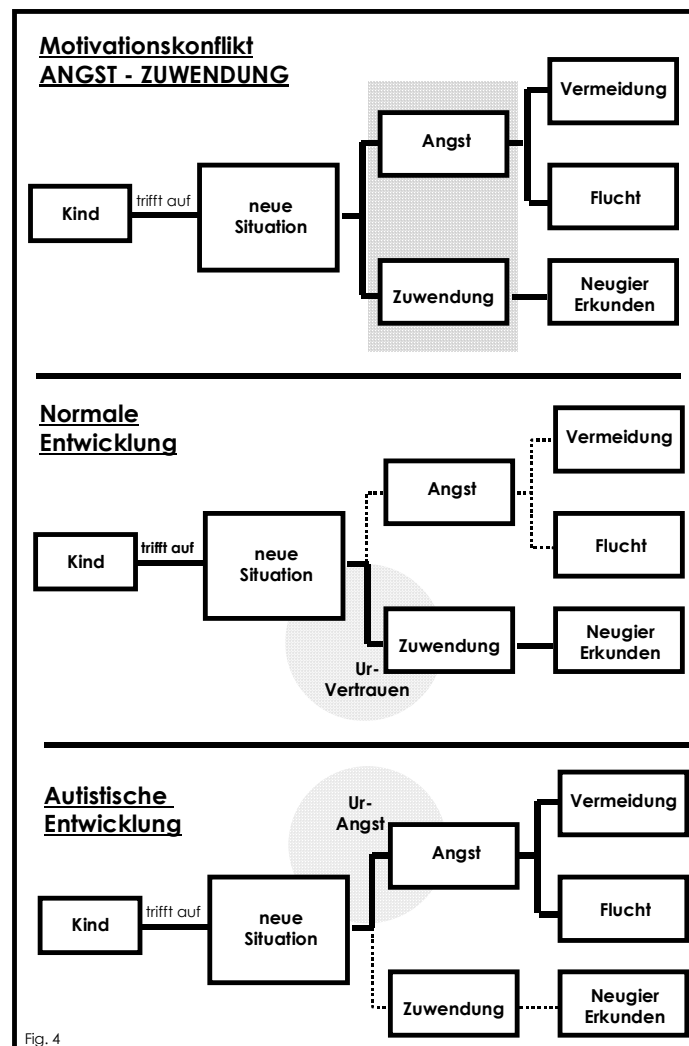 Motivationskonflikt
ANGST - ZUWENDUNG
Kind
trifft auf
neue
Situation
Angst
Zuwendung
Vermeidung
Flucht
Neugier
Erkunden
Normale
Entwicklung
Kind
trifft auf
neue
Situation
Ur-
Vertrauen
Angst
Zuwendung
Vermeidung
Flucht
Neugier
Erkunden
Autistische
Entwicklung
Kind
trifft auf
neue
Situation
Ur-
Angst
Angst
Zuwendung
Vermeidung
Flucht
Neugier
Erkunden
Fig. 4